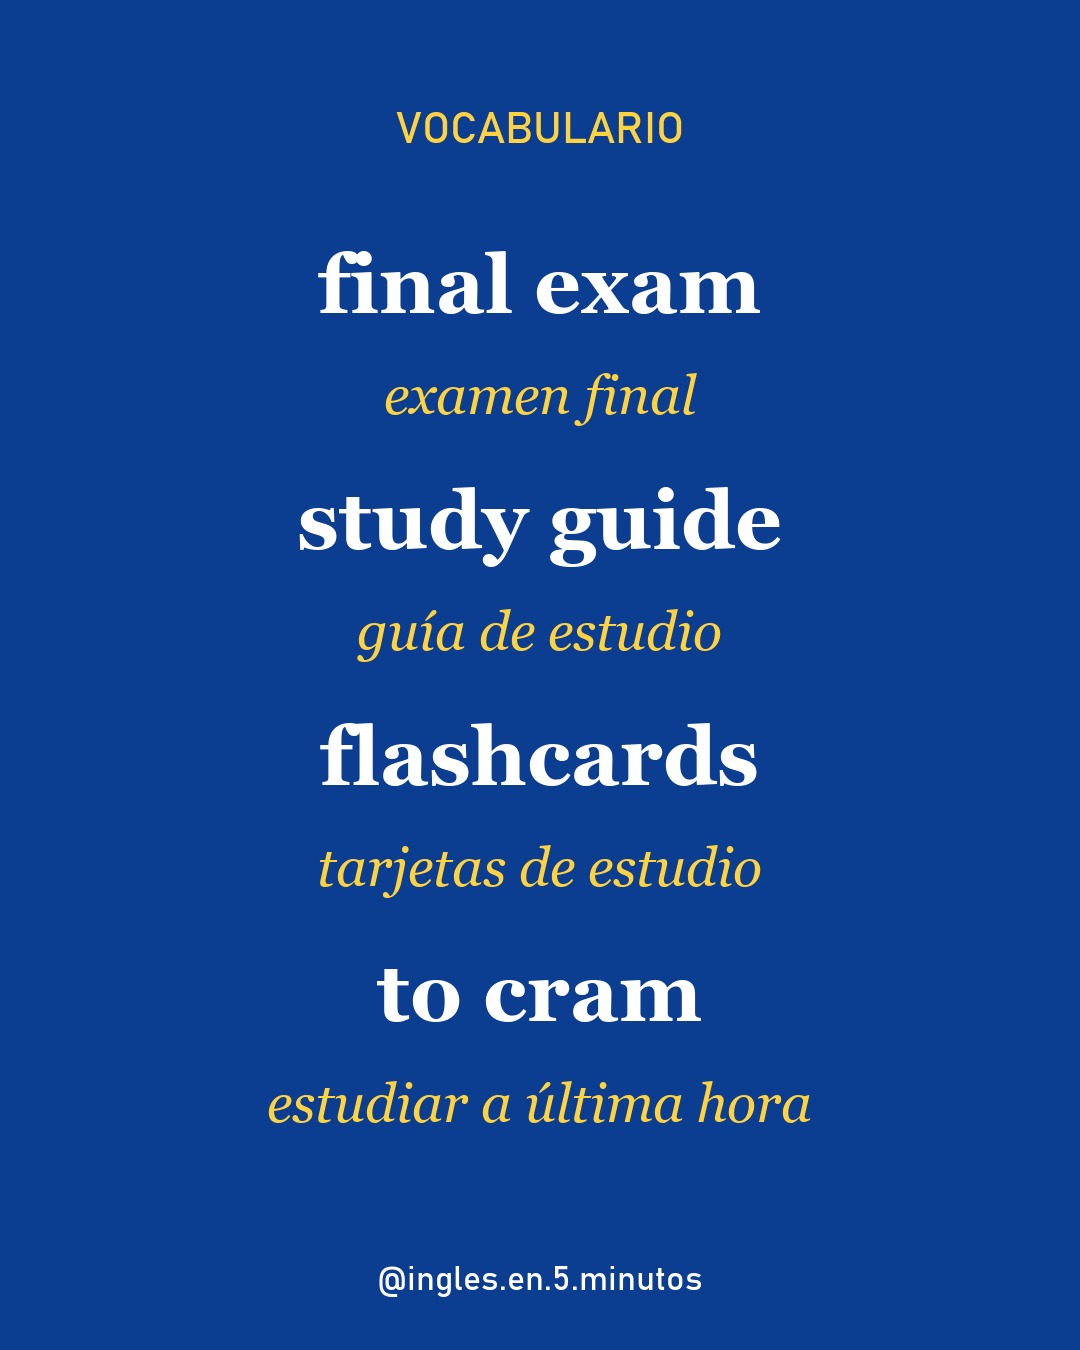 VOCABULARIO
final exam
examen final
study guide
guía de estudio
flashcards
tarjetas de estudio
to cram
estudiar a última hora
@ingles.en.5.minutos